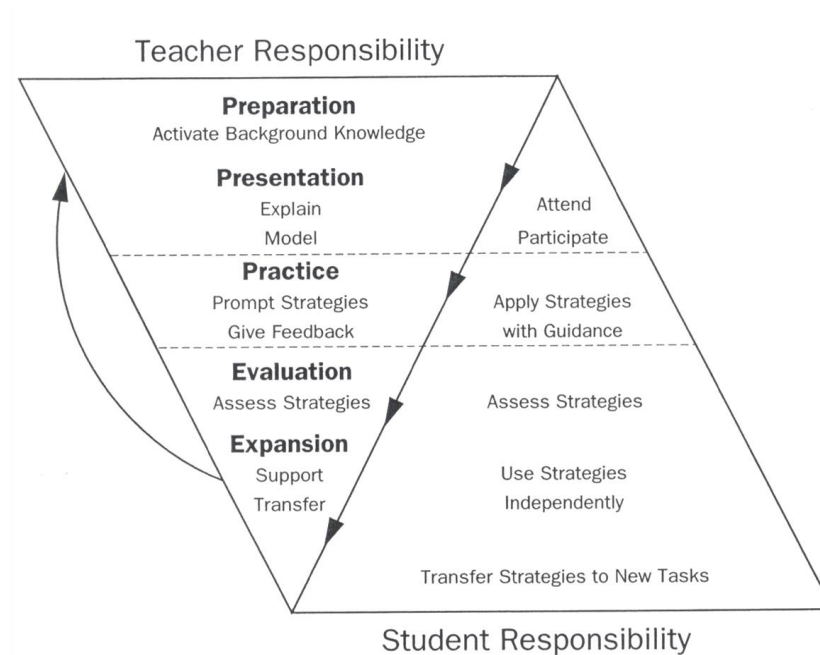 Teacher Responsibility
Preparation
Activate Background Knowledge
Presentation
Explain
Attend
Model
Participate
Practice
Prompt Strategies
Apply Strategies
Give Feedback
with Guidance
Evaluation
Assess Strategies
Assess Strategies
Expansion
Support
Use Strategies
Transfer
Independently
Transfer Strategies to New Tasks
Student Responsibility